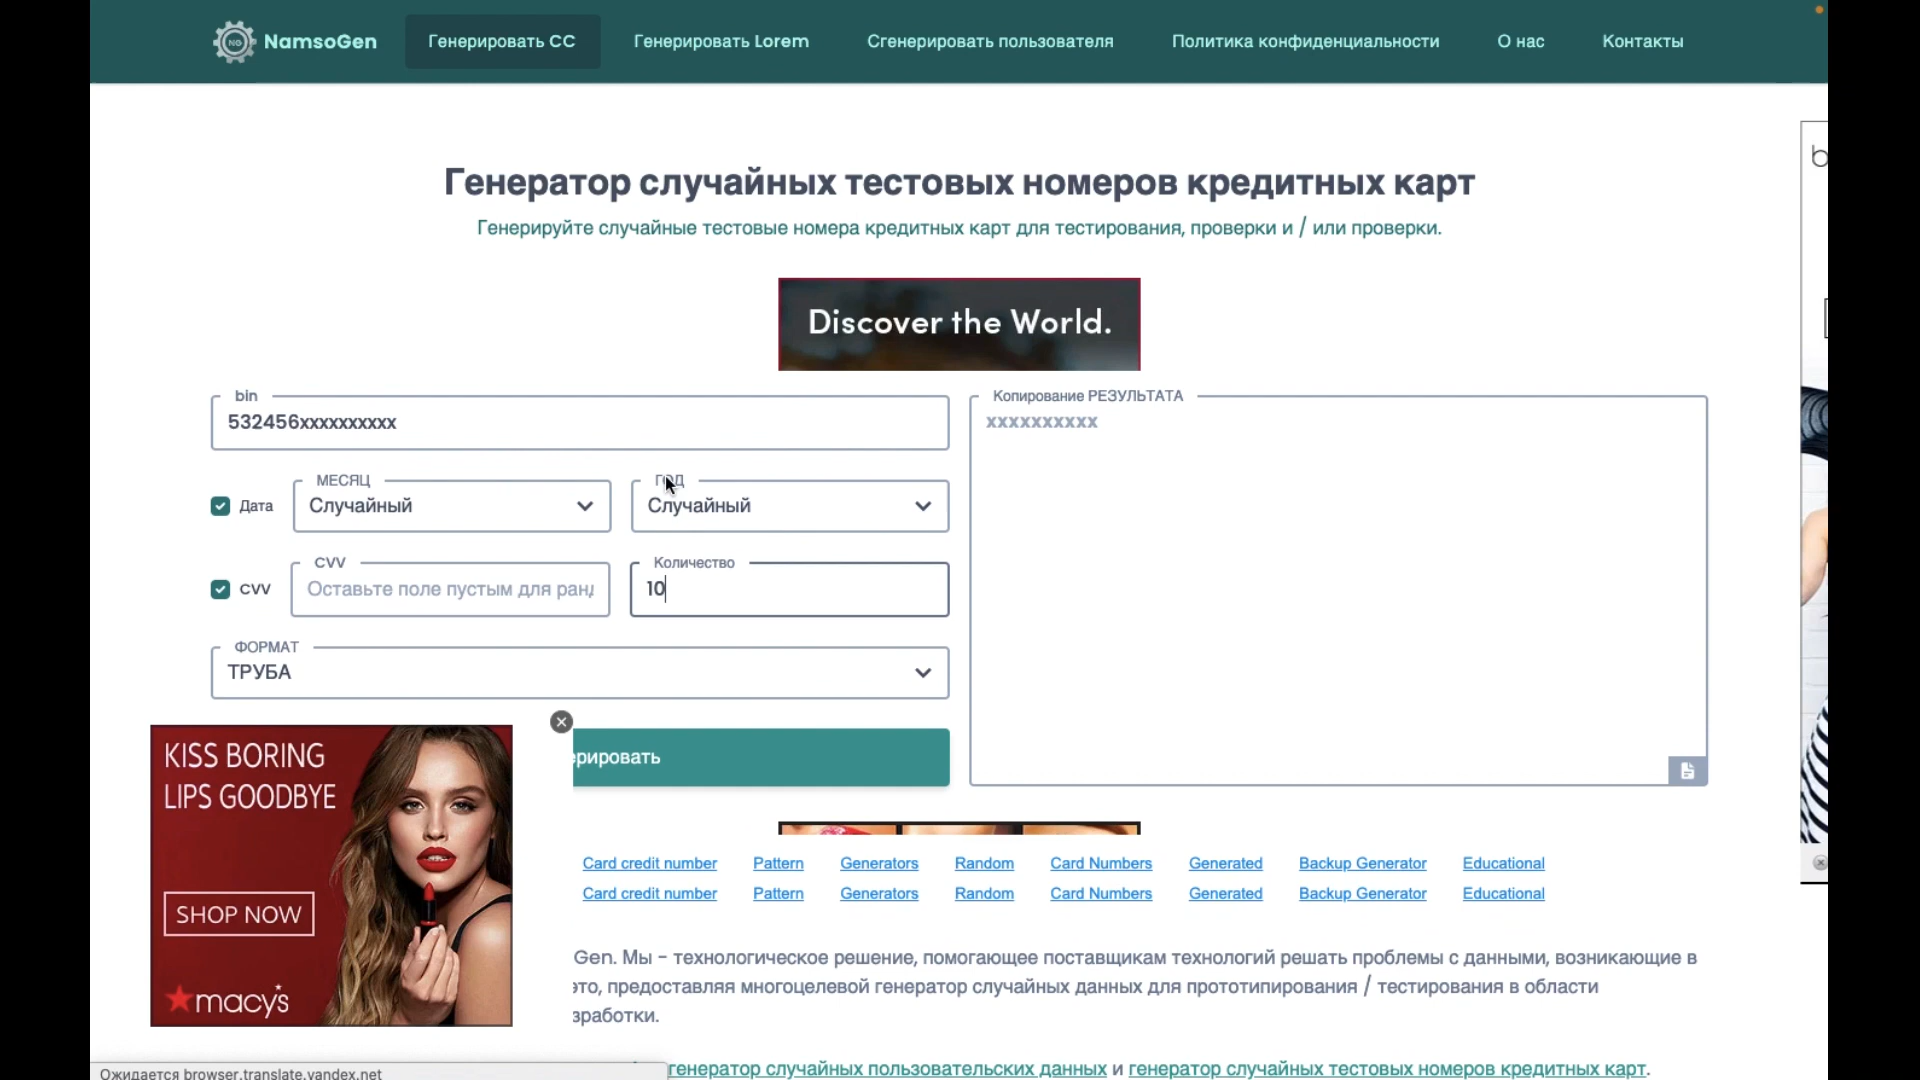 NG NamsoGen Генерировать CC Генерировать Lorem Сгенерировать пользователя Политика конфиденциальности О нас Контакты
Генератор случайных тестовых номеров кредитных карт
Генерируйте случайные тестовые номера кредитных карт для тестирования, проверки и / или проверки.
Discover the World.
bin
532456xxxxxxxxxx
Копирование РЕЗУЛЬТАТА
xxxxxxxxxx
Дата
МЕСЯЦ
Случайный
ГОД
Случайный
CVV
CVV
Оставьте поле пустым для ранд
Количество
10
ФОРМАТ
ТРУБА
ерировать
KISS BORING
LIPS GOODBYE
SHOP NOW
macy's
Card credit number Pattern Generators Random Card Numbers Generated Backup Generator Educational
Card credit number Pattern Generators Random Card Numbers Generated Backup Generator Educational
Gen. Мы - технологическое решение, помогающее поставщикам технологий решать проблемы с данными, возникающие в
это, предоставляя многоцелевой генератор случайных данных для прототипирования / тестирования в области
зработки.
генератор случайных пользовательских данных и генератор случайных тестовых номеров кредитных карт.
Ожидается browser.translate.yandex.net